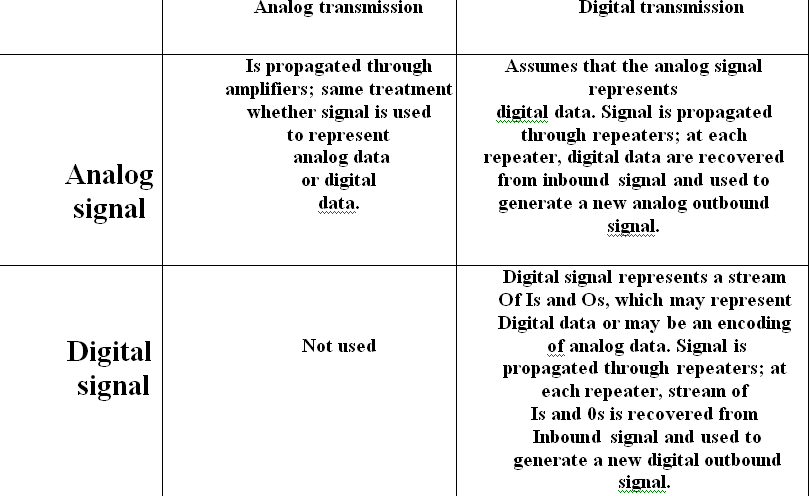 Analog transmission
Digital transmission
Analog
signal
Is propagated through
amplifiers; same treatment
whether signal is used
to represent
analog data
or digital
data.
Assumes that the analog signal
represents
digital data. Signal is propagated
through repeaters; at each
repeater, digital data are recovered
from inbound signal and used to
generate a new analog outbound
signal.
Digital
signal
Not used
Digital signal represents a stream
Of Is and Os, which may represent
Digital data or may be an encoding
of analog data. Signal is
propagated through repeaters; at
each repeater, stream of
Is and 0s is recovered from
Inbound signal and used to
generate a new digital outbound
signal.